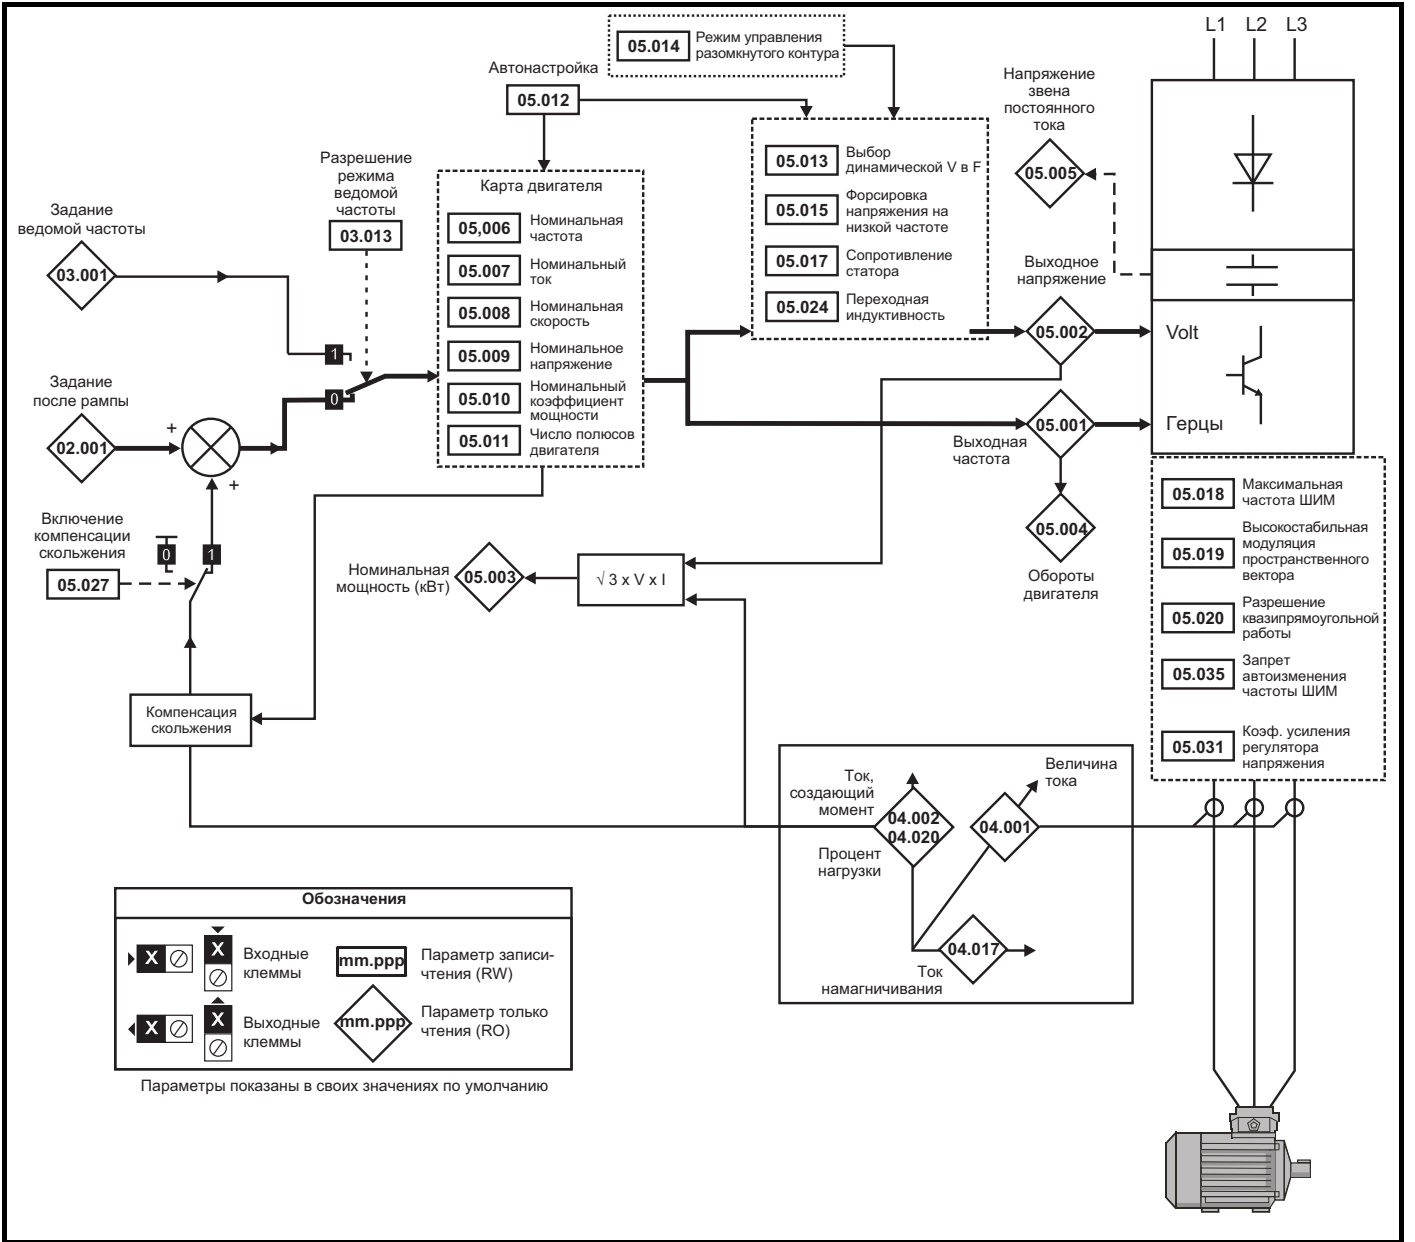 05.014
Режим управления
разомкнутого контура
Автонастройка
05.012
L1 L2 L3
Напряжение
звена
постоянного
тока
05.005
Разрешение
режима
ведомой
частоты
03.013
Задание
ведомой частоты
03.001
1
Задание
после рампы
02.001
+
+
0
Карта двигателя
05,006
Номинальная
частота
05.007
Номинальный
ток
05.008
Номинальная
скорость
05.009
Номинальное
напряжение
05.010
Номинальный
коэффициент
мощности
05.011
Число полюсов
двигателя
05.013
Выбор
динамической V в F
05.015
Форсировка
напряжения на
низкой частоте
05.017
Сопротивление
статора
05.024
Переходная
индуктивность
Выходное
напряжение
05.002
Volt
05.001
Герцы
Выходная
частота
05.004
Обороты
двигателя
Включение
компенсации
скольжения
05.027
0
1
Номинальная
мощность (кВт)
05.003
√ 3 x V x I
Компенсация
скольжения
05.018
Максимальная
частота ШИМ
05.019
Высокостабильная
модуляция
пространственного
вектора
05.020
Разрешение
квазипрямоугольной
работы
05.035
Запрет
автоизменения
частоты ШИМ
05.031
Коэф. усиления
регулятора
напряжения
Ток,
создающий
момент
04.002
04.020
Процент
нагрузки
Величина
тока
04.001
04.017
Ток
намагничивания
Обозначения
X
X
Входные
клеммы
mm.ppp
Параметр записи-
чтения (RW)
X
X
Выходные
клеммы
mm.ppp
Параметр только
чтения (RO)
Параметры показаны в своих значениях по умолчанию